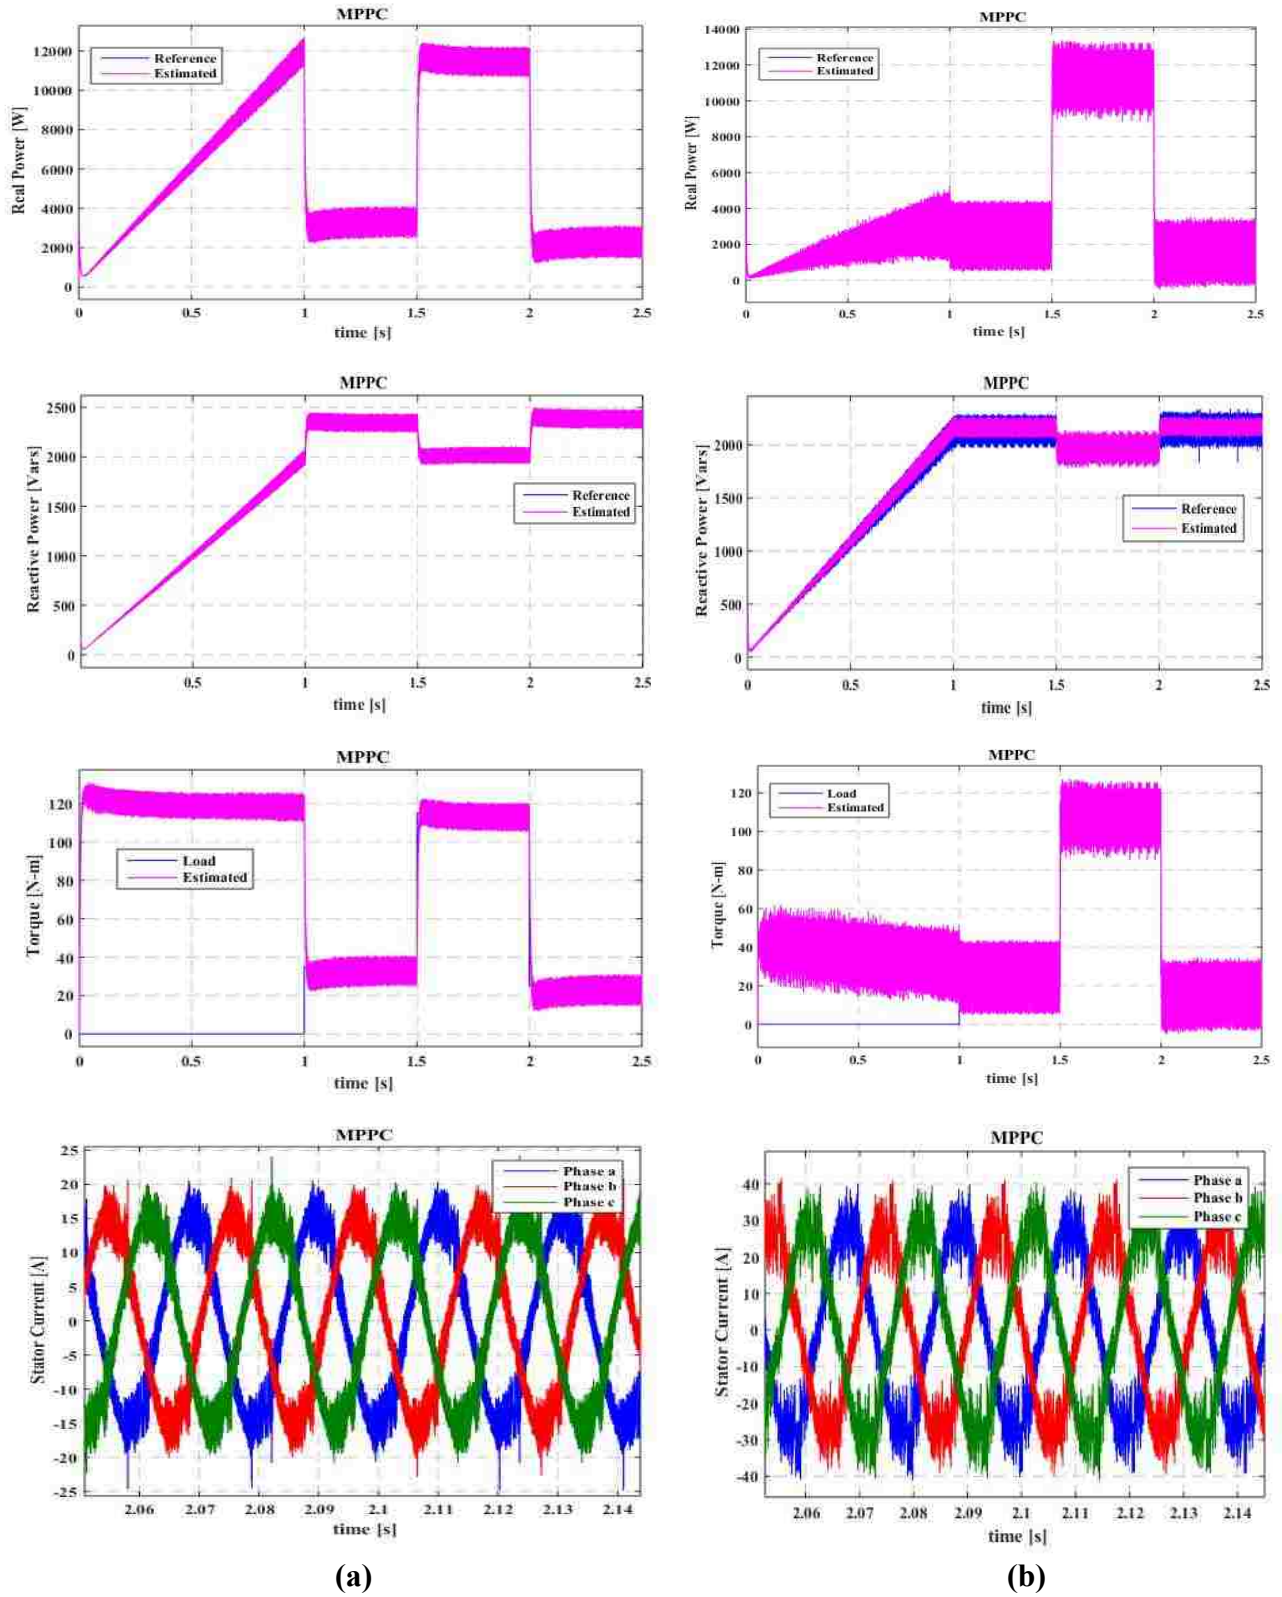 MPPC
Real Power [W]
12000
10000
8000
6000
4000
2000
0
Reference
Estimated
0 0.5 1 1.5 2 2.5
time [s]
MPPC
Real Power [W]
14000
12000
10000
8000
6000
4000
2000
0
Reference
Estimated
0 0.5 1 1.5 2 2.5
time [s]
MPPC
Reactive Power [Vars]
2500
2000
1500
1000
500
0
Reference
Estimated
0 0.5 1 1.5 2 2.5
time [s]
MPPC
Reactive Power [Vars]
2000
1500
1000
500
0
Reference
Estimated
0 0.5 1 1.5 2 2.5
time [s]
MPPC
Torque [N-m]
120
100
80
60
40
20
0
Load
Estimated
0 0.5 1 1.5 2 2.5
time [s]
MPPC
Torque [N-m]
120
100
80
60
40
20
0
Load
Estimated
0 0.5 1 1.5 2 2.5
time [s]
MPPC
Stator Current [A]
25
20
15
10
5
0
-5
-10
-15
-20
-25
Phase a
Phase b
Phase c
2.06 2.07 2.08 2.09 2.1 2.11 2.12 2.13 2.14
time [s]
MPPC
Stator Current [A]
40
30
20
10
0
-10
-20
-30
-40
Phase a
Phase b
Phase c
2.06 2.07 2.08 2.09 2.1 2.11 2.12 2.13 2.14
time [s]
(a)
(b)